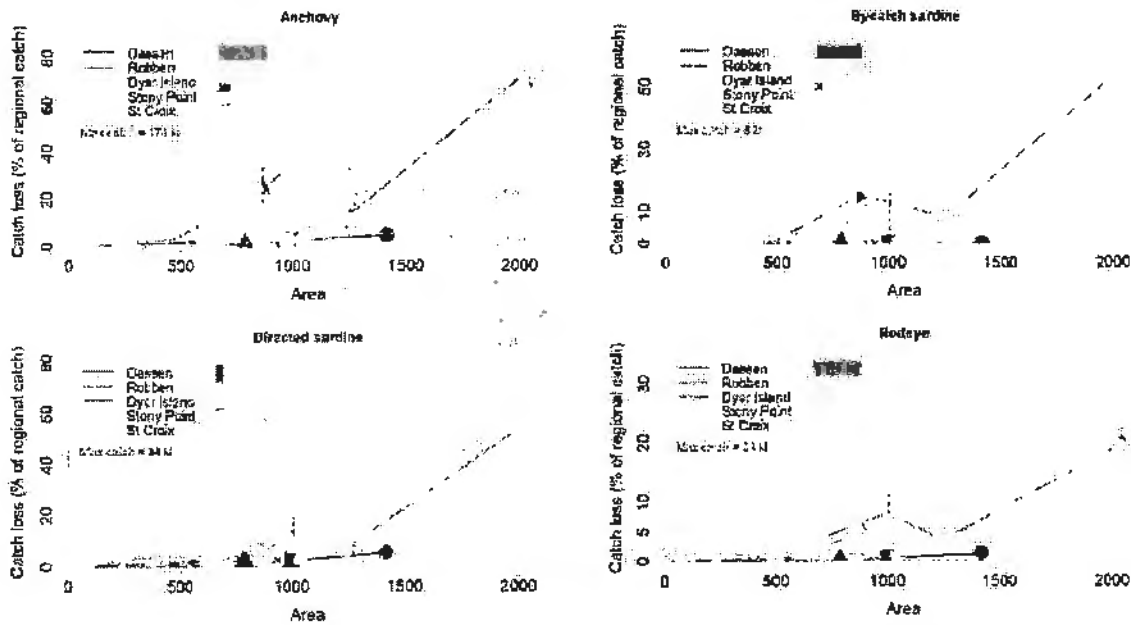 Anchovy
Catch loss (% of regional catch)
80
60
40
20
0
Dassen
Robben
Dyer Island
Stony Point
St Croix
0 500 1000 1500 2000
Area
Bycatch sardine
Catch loss (% of regional catch)
50
30
10
0
Dassen
Robben
Dyer Island
Stony Point
St Croix
0 500 1000 1500 2000
Area
Directed sardine
Catch loss (% of regional catch)
80
60
40
20
0
Dassen
Robben
Dyer Island
Stony Point
St Croix
0 500 1000 1500 2000
Area
Redeye
Catch loss (% of regional catch)
30
20
10
5
0
Dassen
Robben
Dyer Island
Stony Point
St Croix
0 500 1000 1500 2000
Area